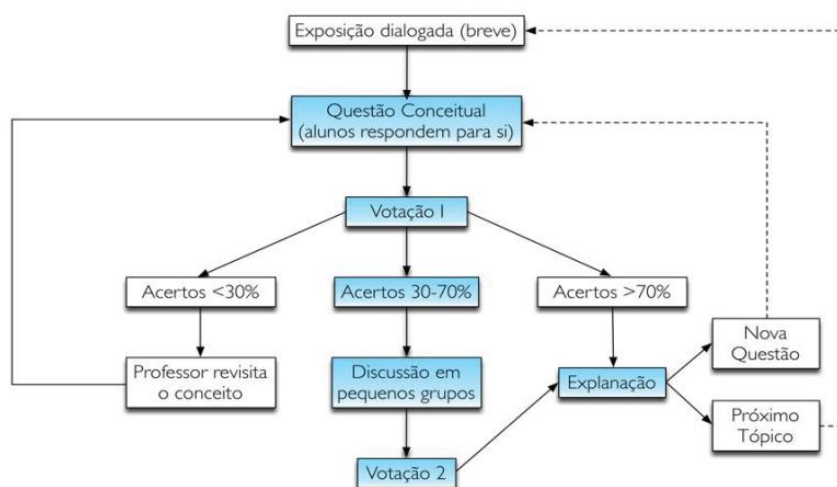 Exposição dialogada (breve)
Questão Conceitual
(alunos respondem para si)
Votação I
Acertos <30%
Acertos 30-70%
Acertos >70%
Professor revisita
o conceito
Discussão em
pequenos grupos
Explanação
Nova
Questão
Próximo
Tópico
Votação 2